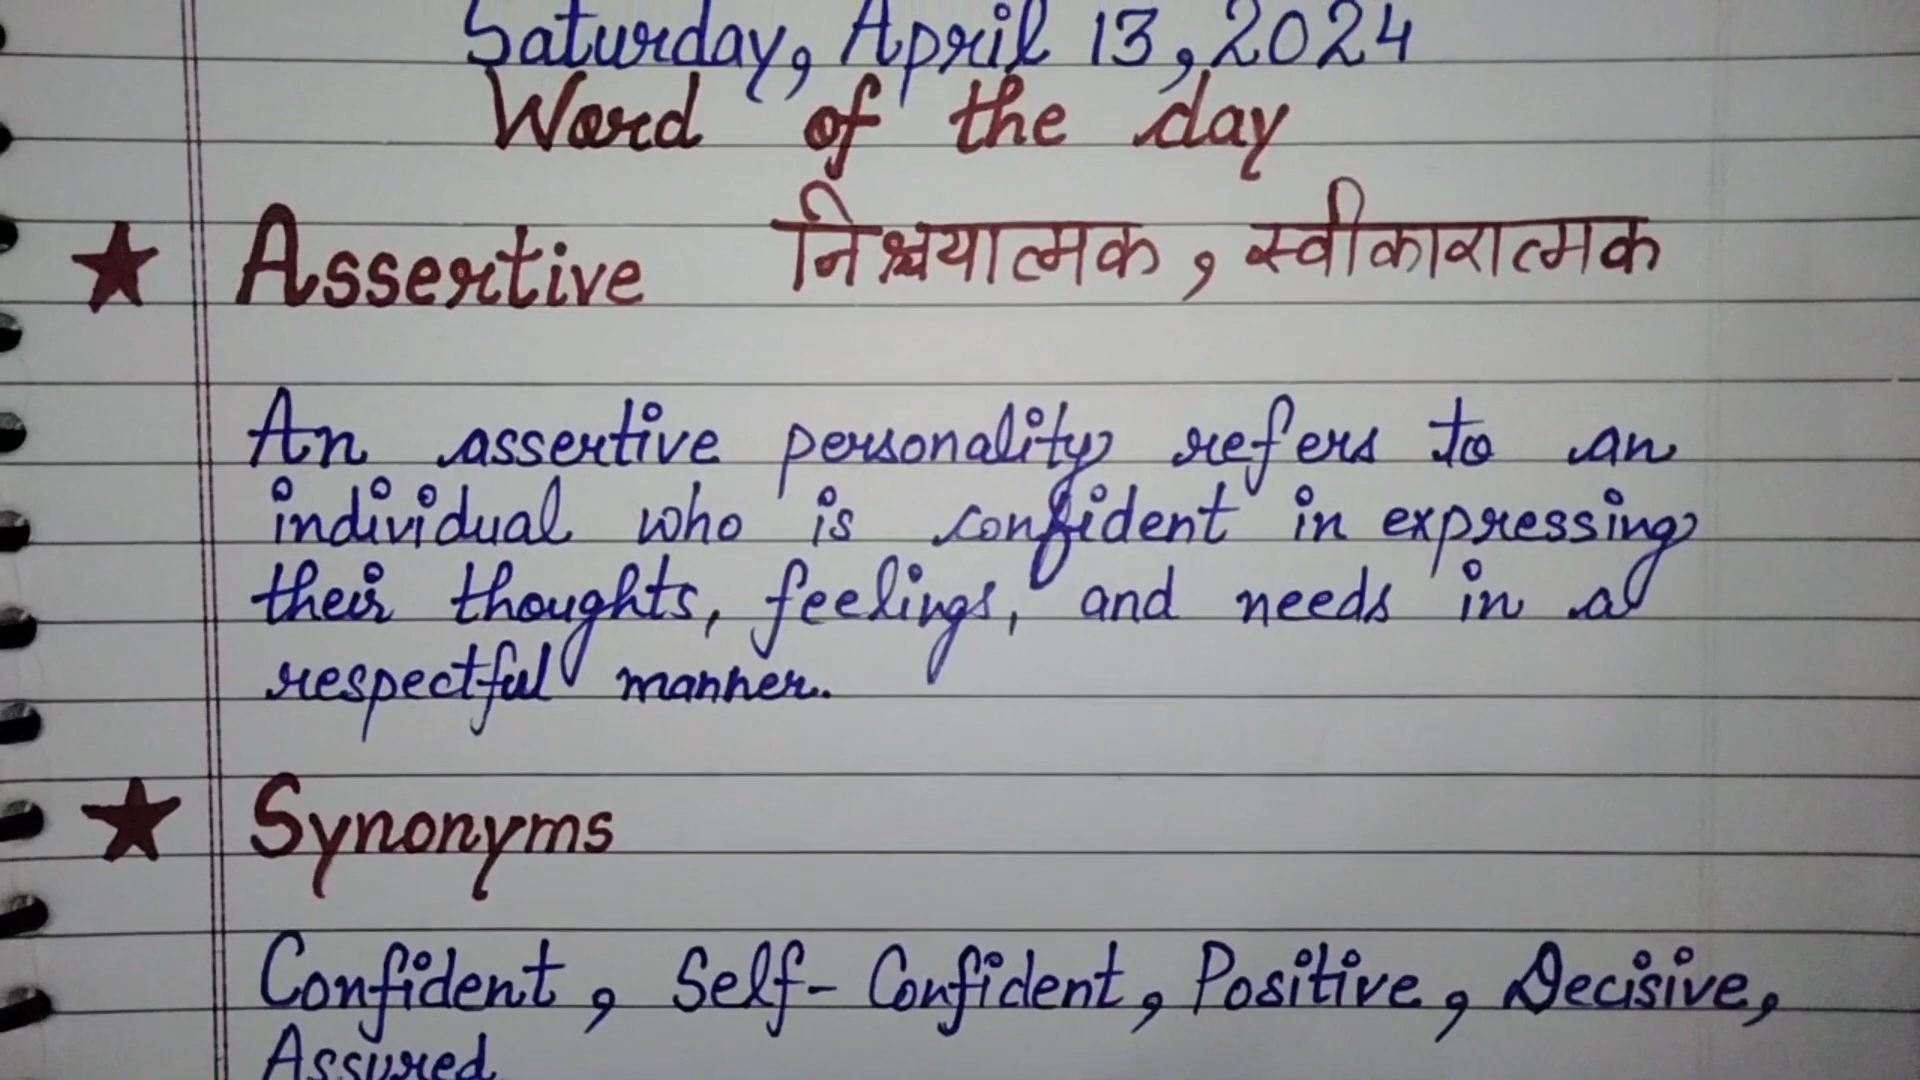 Saturday, April 13, 2024
Word of the day
★ Assertive निश्चयात्मक, स्वीकारात्मक
An assertive personality refers to an
individual who is confident in expressing
their thoughts, feelings, and needs in a
respectful manner.
★ Synonyms
Confident, Self-Confident, Positive, Decisive,
Assured